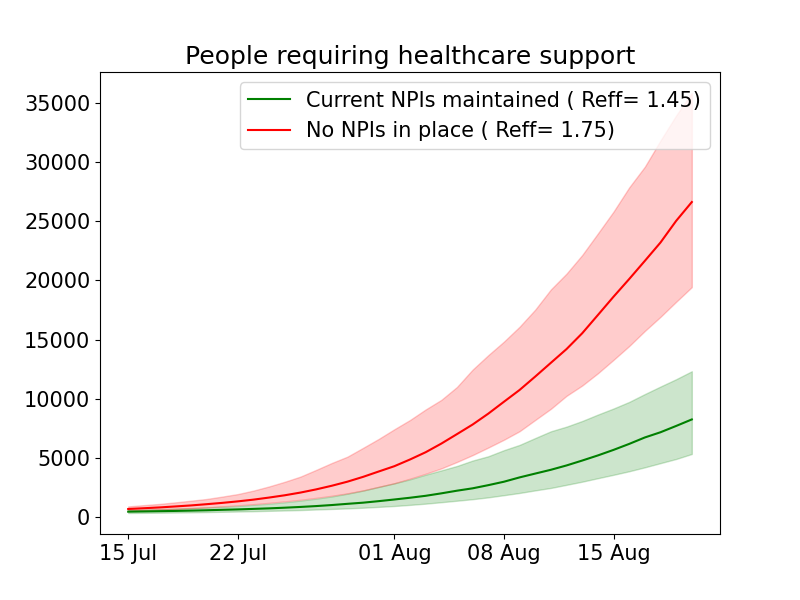 People requiring healthcare support
Current NPIs maintained ( Reff= 1.45)
No NPIs in place ( Reff= 1.75)
35000
30000
25000
20000
15000
10000
5000
0
15 Jul
22 Jul
01 Aug
08 Aug
15 Aug